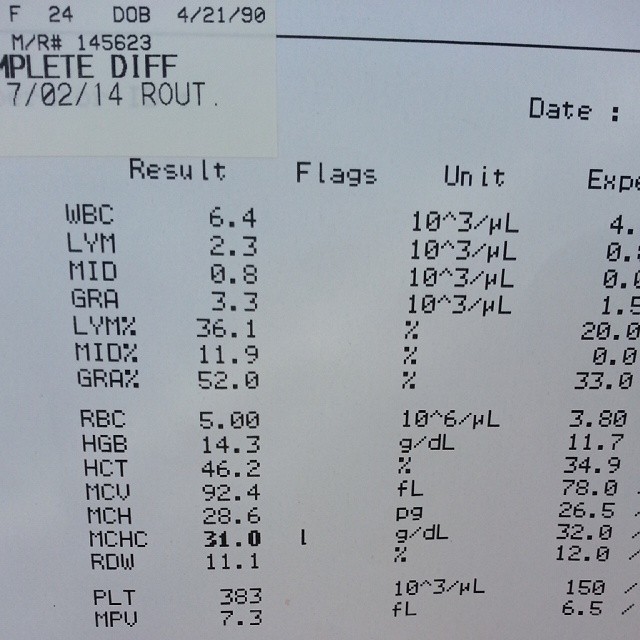 F 24 DOB 4/21/90
M/R# 145623
MPLETE DIFF
7/02/14 ROUT.
Date :
Result Flags Unit Expe
WBC 6.4 10^3/µL 4.
LYM 2.3 10^3/µL 0.
MID 0.8 10^3/µL 0.0
GRA 3.3 10^3/µL 1.5
LYM% 36.1 % 20.0
MID% 11.9 % 0.0
GRA% 52.0 % 33.0
RBC 5.00 10^6/µL 3.80
HGB 14.3 g/dL 11.7
HCT 46.2 % 34.9
MCV 92.4 fL 78.0 /
MCH 28.6 pg 26.5 /
MCHC 31.0 l g/dL 32.0 /
RDW 11.1 % 12.0 /
PLT 383 10^3/µL 150 /
MPV 7.3 fL 6.5 /